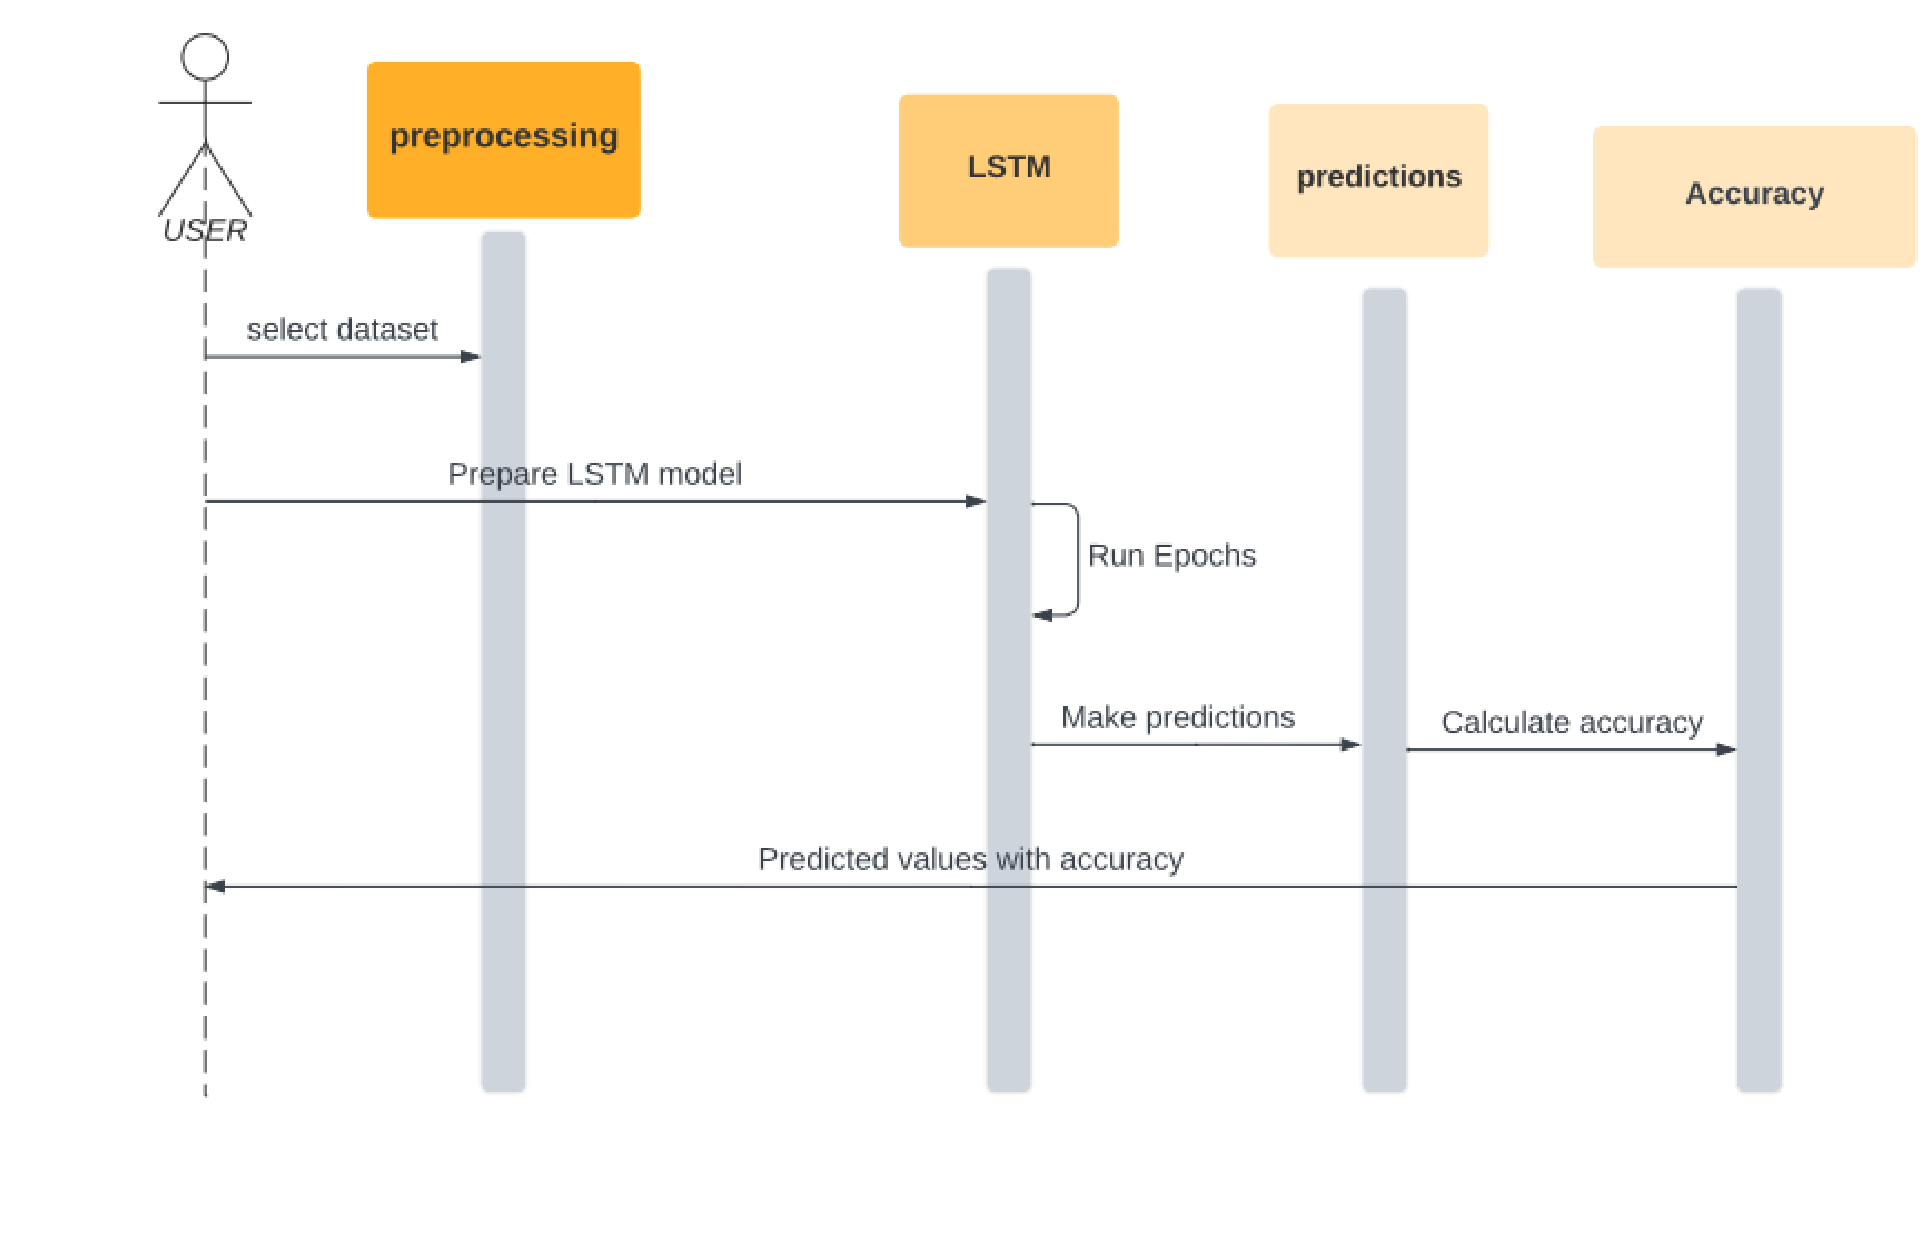 USER
preprocessing
LSTM
predictions
Accuracy
select dataset
Prepare LSTM model
Run Epochs
Make predictions
Calculate accuracy
Predicted values with accuracy